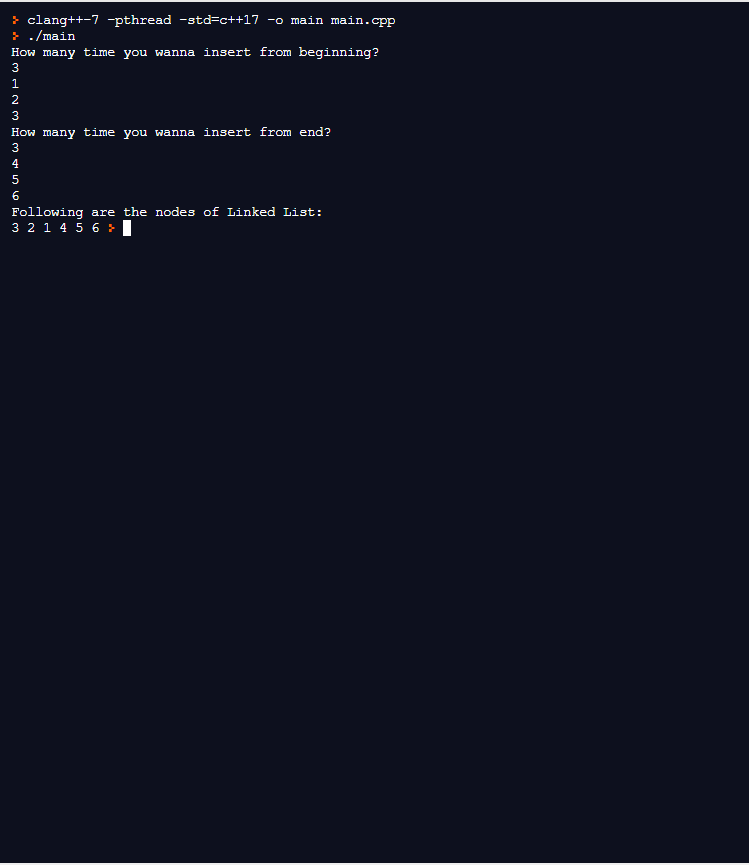 clang++-7 -pthread -std=c++17 -o main main.cpp
./main
How many time you wanna insert from beginning?
3
1
2
3
How many time you wanna insert from end?
3
4
5
6
Following are the nodes of Linked List:
3 2 1 4 5 6